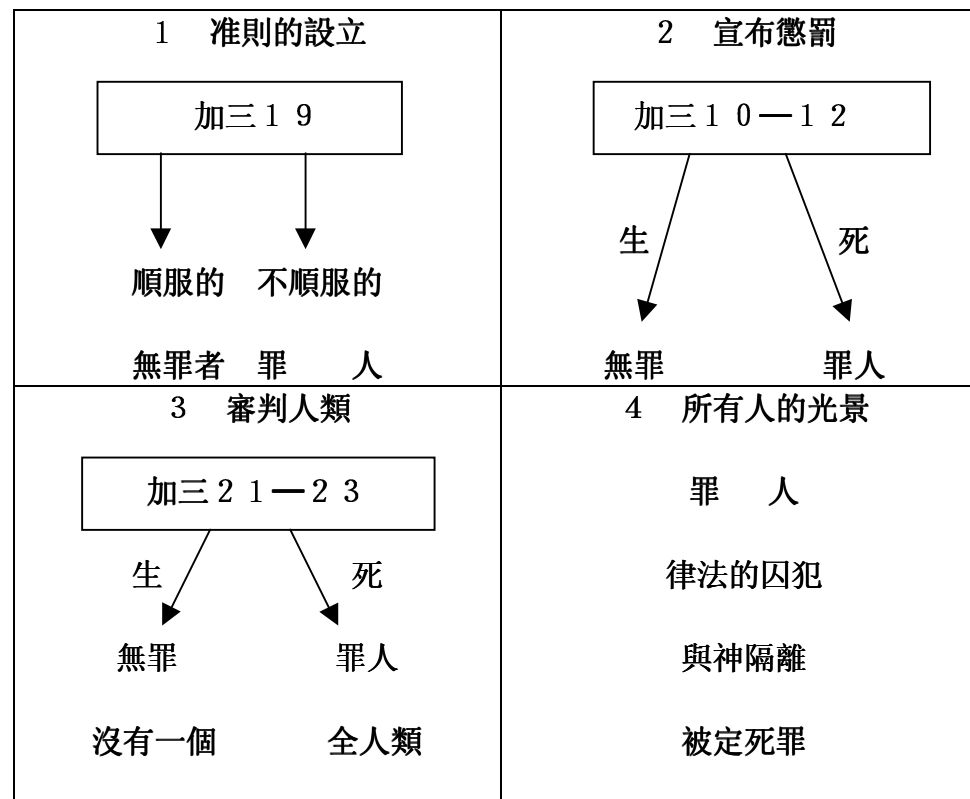 １　准則的設立
加三１９
順服的　不順服的
無罪者　罪　　人
２　宣布懲罰
加三１０—１２
生　死
無罪　罪人
３　審判人類
加三２１—２３
生　死
無罪　罪人
沒有一個　全人類
４　所有人的光景
罪　人
律法的囚犯
與神隔離
被定死罪